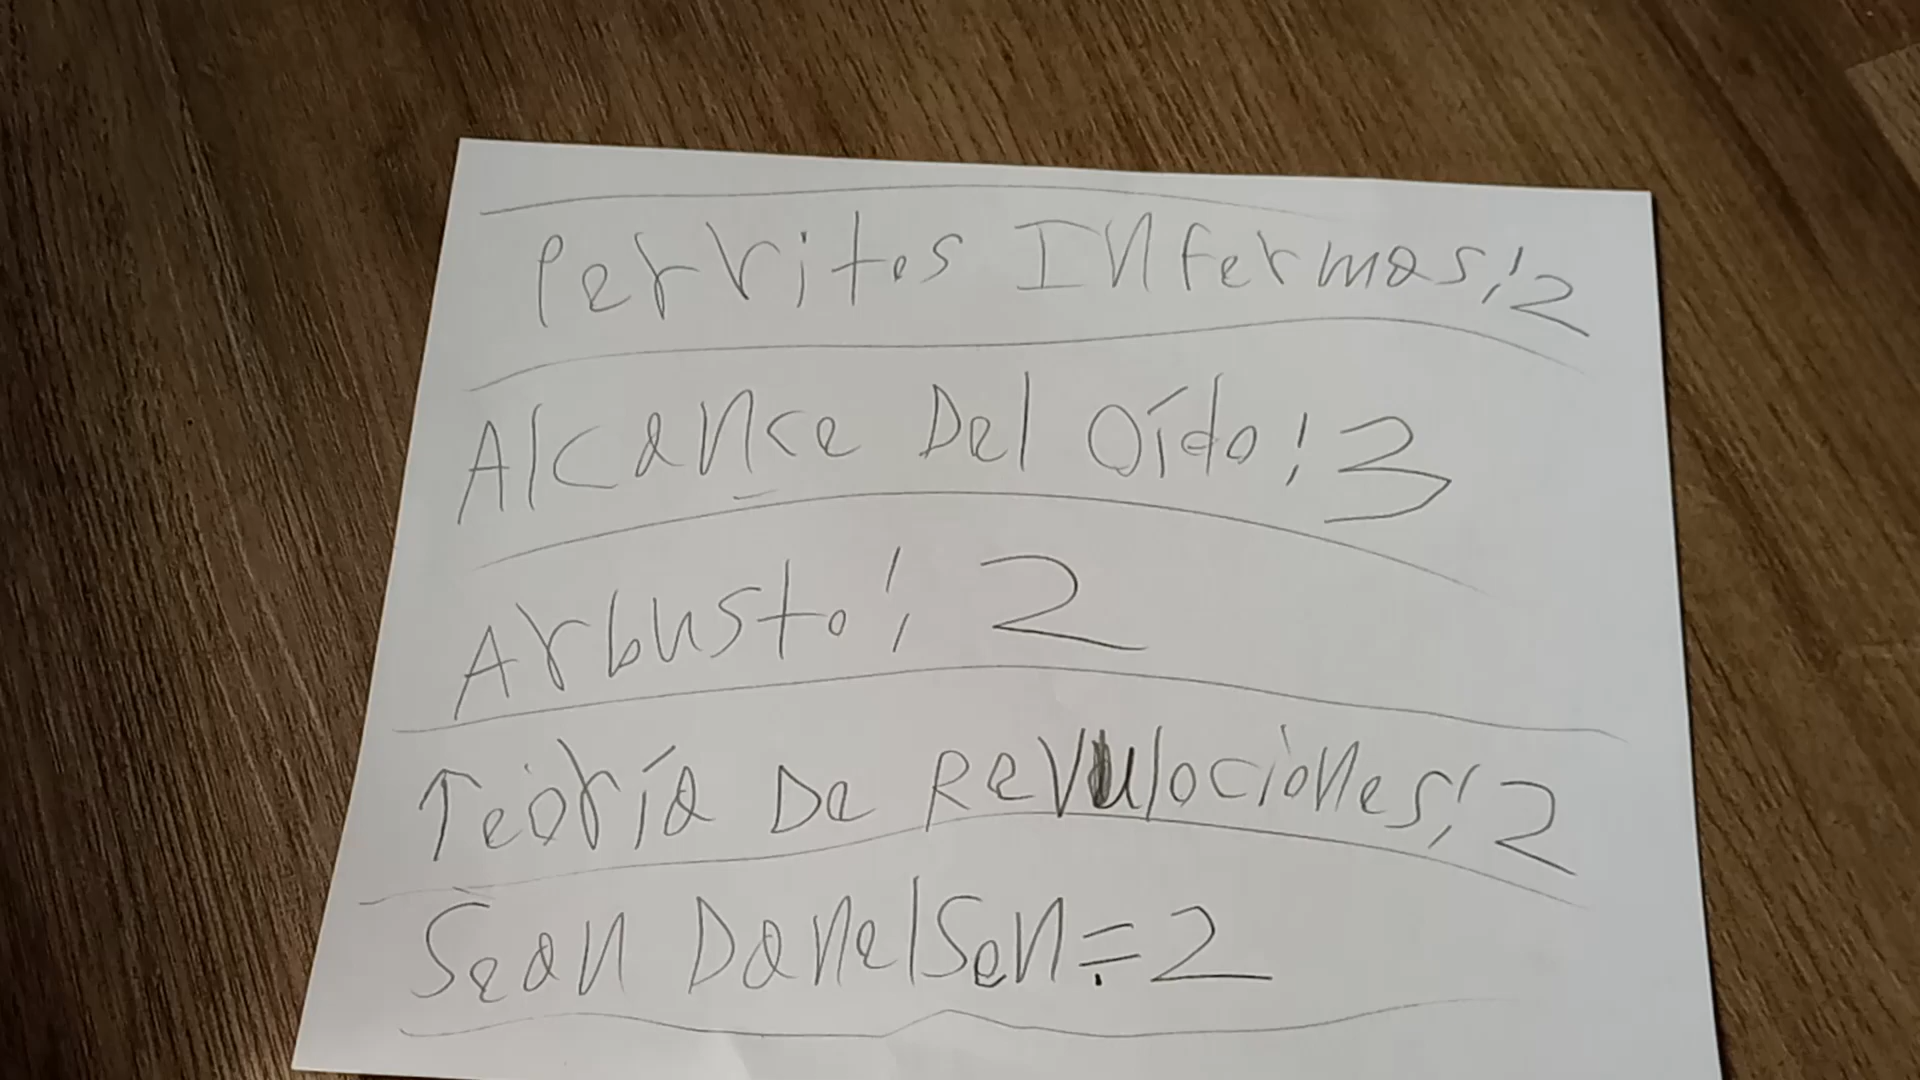 Perritos Infermos: 2
Alcance Del oído: 3
Arbusto: 2
Teoría De Revulociones: 2
Sean Danelsen = 2